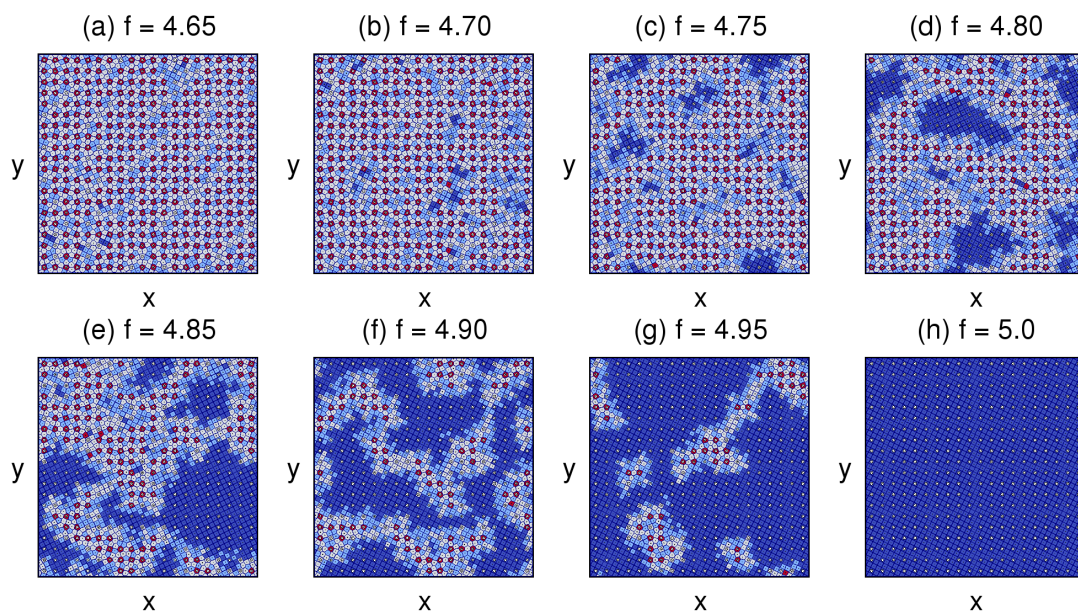 (a) f = 4.65
(b) f = 4.70
(c) f = 4.75
(d) f = 4.80
y
y
y
y
x
x
x
x
(e) f = 4.85
(f) f = 4.90
(g) f = 4.95
(h) f = 5.0
y
y
y
y
x
x
x
x